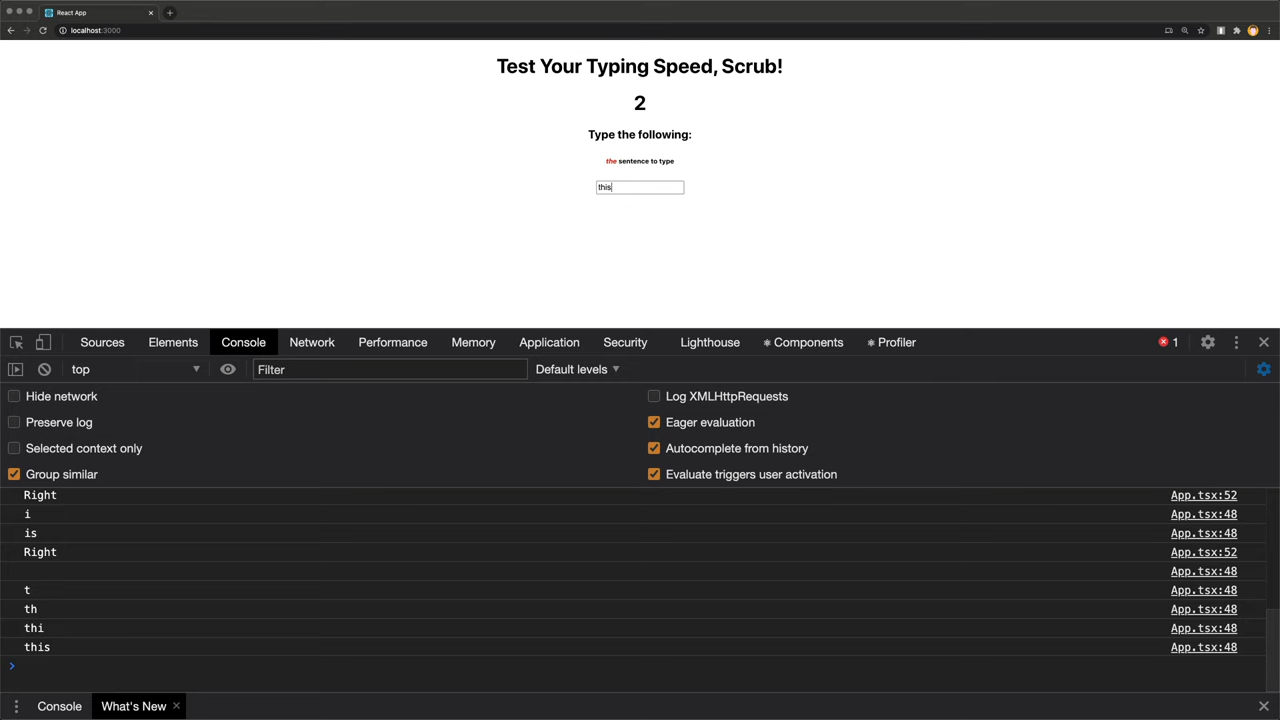 React App
localhost:3000
Test Your Typing Speed, Scrub!
2
Type the following:
the sentence to type
this
Sources Elements Console Network Performance Memory Application Security Lighthouse Components Profiler 1
top Filter Default levels
Hide network Log XMLHttpRequests
Preserve log Eager evaluation
Selected context only Autocomplete from history
Group similar Evaluate triggers user activation
Right App.tsx:52
i App.tsx:48
is App.tsx:48
Right App.tsx:52
App.tsx:48
t App.tsx:48
th App.tsx:48
thi App.tsx:48
this App.tsx:48
Console What's New